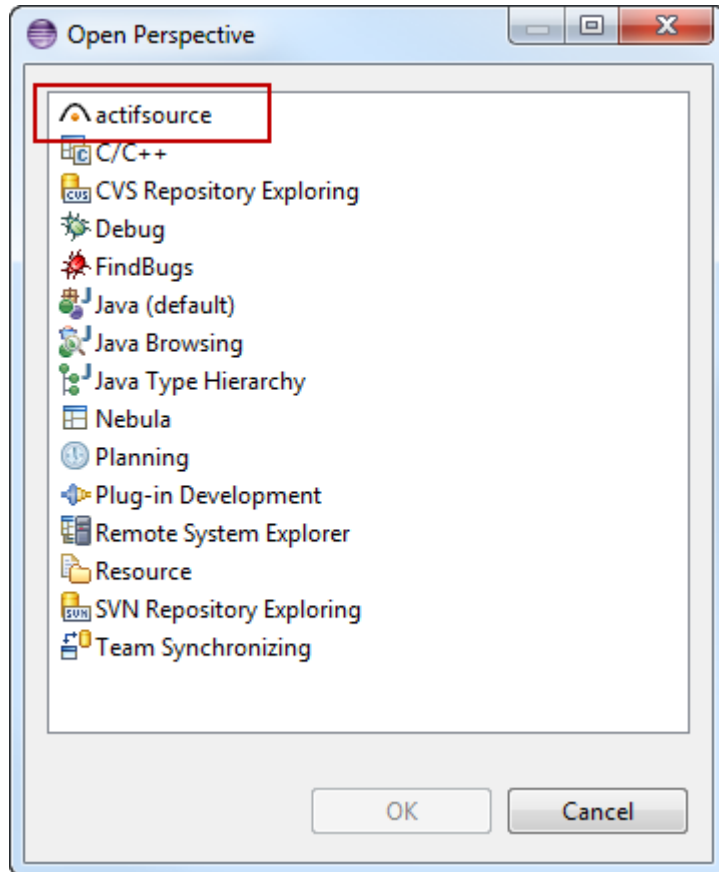 Open Perspective
actifsource
C/C++
CVS Repository Exploring
Debug
FindBugs
Java (default)
Java Browsing
Java Type Hierarchy
Nebula
Planning
Plug-in Development
Remote System Explorer
Resource
SVN Repository Exploring
Team Synchronizing
OK Cancel